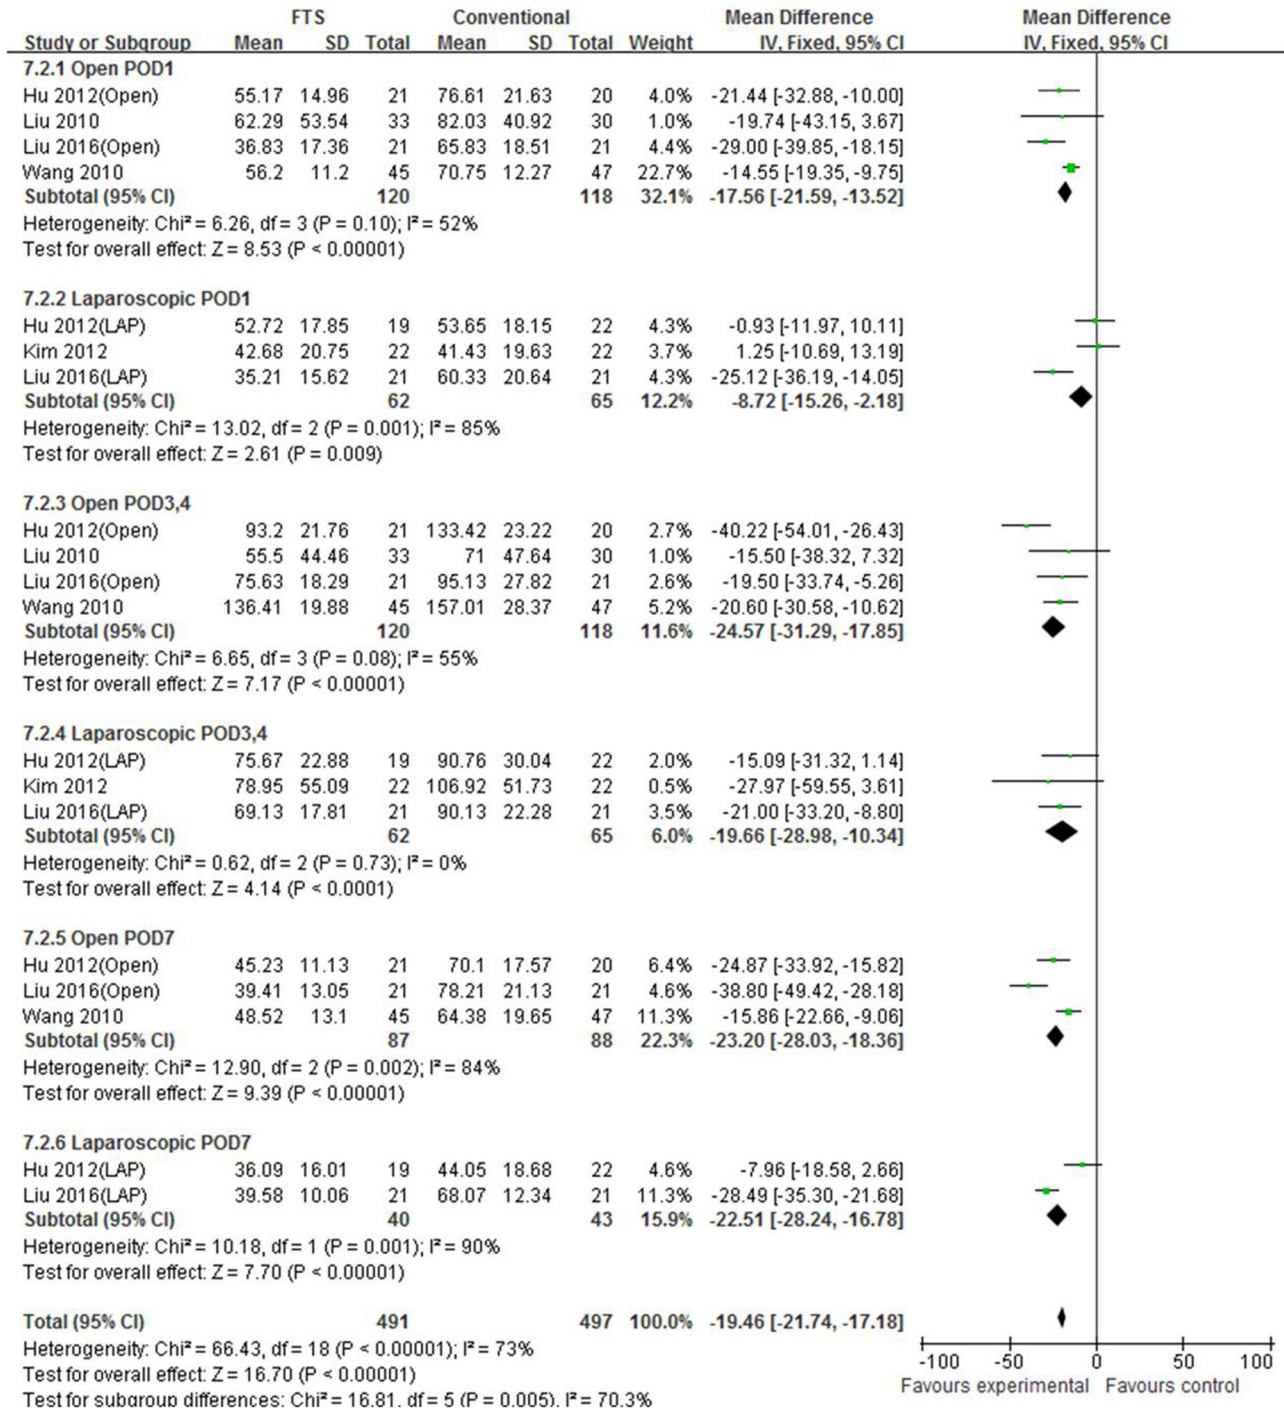 FTS Conventional Mean Difference Mean Difference
Study or Subgroup Mean SD Total Mean SD Total Weight IV, Fixed, 95% CI IV, Fixed, 95% CI
7.2.1 Open POD1
Hu 2012(Open) 55.17 14.96 21 76.61 21.63 20 4.0% -21.44 [-32.88, -10.00]
Liu 2010 62.29 53.54 33 82.03 40.92 30 1.0% -19.74 [-43.15, 3.67]
Liu 2016(Open) 36.83 17.36 21 65.83 18.51 21 4.4% -29.00 [-39.85, -18.15]
Wang 2010 56.2 11.2 45 70.75 12.27 47 22.7% -14.55 [-19.35, -9.75]
Subtotal (95% CI) 120 118 32.1% -17.56 [-21.59, -13.52]
Heterogeneity: Chi² = 6.26, df = 3 (P = 0.10); I² = 52%
Test for overall effect: Z = 8.53 (P < 0.00001)
7.2.2 Laparoscopic POD1
Hu 2012(LAP) 52.72 17.85 19 53.65 18.15 22 4.3% -0.93 [-11.97, 10.11]
Kim 2012 42.68 20.75 22 41.43 19.63 22 3.7% 1.25 [-10.69, 13.19]
Liu 2016(LAP) 35.21 15.62 21 60.33 20.64 21 4.3% -25.12 [-36.19, -14.05]
Subtotal (95% CI) 62 65 12.2% -8.72 [-15.26, -2.18]
Heterogeneity: Chi² = 13.02, df = 2 (P = 0.001); I² = 85%
Test for overall effect: Z = 2.61 (P = 0.009)
7.2.3 Open POD3,4
Hu 2012(Open) 93.2 21.76 21 133.42 23.22 20 2.7% -40.22 [-54.01, -26.43]
Liu 2010 55.5 44.46 33 71 47.64 30 1.0% -15.50 [-38.32, 7.32]
Liu 2016(Open) 75.63 18.29 21 95.13 27.82 21 2.6% -19.50 [-33.74, -5.26]
Wang 2010 136.41 19.88 45 157.01 28.37 47 5.2% -20.60 [-30.58, -10.62]
Subtotal (95% CI) 120 118 11.6% -24.57 [-31.29, -17.85]
Heterogeneity: Chi² = 6.65, df = 3 (P = 0.08); I² = 55%
Test for overall effect: Z = 7.17 (P < 0.00001)
7.2.4 Laparoscopic POD3,4
Hu 2012(LAP) 75.67 22.88 19 90.76 30.04 22 2.0% -15.09 [-31.32, 1.14]
Kim 2012 78.95 55.09 22 106.92 51.73 22 0.5% -27.97 [-59.55, 3.61]
Liu 2016(LAP) 69.13 17.81 21 90.13 22.28 21 3.5% -21.00 [-33.20, -8.80]
Subtotal (95% CI) 62 65 6.0% -19.66 [-28.98, -10.34]
Heterogeneity: Chi² = 0.62, df = 2 (P = 0.73); I² = 0%
Test for overall effect: Z = 4.14 (P < 0.0001)
7.2.5 Open POD7
Hu 2012(Open) 45.23 11.13 21 70.1 17.57 20 6.4% -24.87 [-33.92, -15.82]
Liu 2016(Open) 39.41 13.05 21 78.21 21.13 21 4.6% -38.80 [-49.42, -28.18]
Wang 2010 48.52 13.1 45 64.38 19.65 47 11.3% -15.86 [-22.66, -9.06]
Subtotal (95% CI) 87 88 22.3% -23.20 [-28.03, -18.36]
Heterogeneity: Chi² = 12.90, df = 2 (P = 0.002); I² = 84%
Test for overall effect: Z = 9.39 (P < 0.00001)
7.2.6 Laparoscopic POD7
Hu 2012(LAP) 36.09 16.01 19 44.05 18.68 22 4.6% -7.96 [-18.58, 2.66]
Liu 2016(LAP) 39.58 10.06 21 68.07 12.34 21 11.3% -28.49 [-35.30, -21.68]
Subtotal (95% CI) 40 43 15.9% -22.51 [-28.24, -16.78]
Heterogeneity: Chi² = 10.18, df = 1 (P = 0.001); I² = 90%
Test for overall effect: Z = 7.70 (P < 0.00001)
Total (95% CI) 491 497 100.0% -19.46 [-21.74, -17.18]
Heterogeneity: Chi² = 66.43, df = 18 (P < 0.00001); I² = 73%
Test for overall effect: Z = 16.70 (P < 0.00001)
Test for subgroup differences: Chi² = 16.81, df = 5 (P = 0.005), I² = 70.3%
-100 -50 0 50 100
Favours experimental Favours control